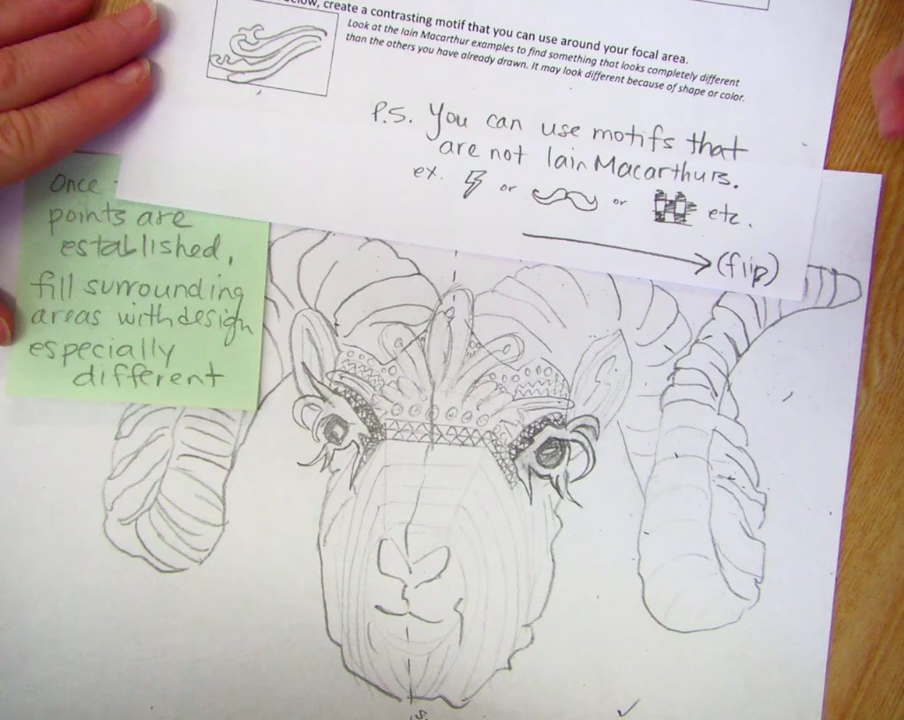 , create a contrasting motif that you can use around your focal area.
Look at the Iain Macarthur examples to find something that looks completely different
than the others you have already drawn. It may look different because of shape or color.
P.S. You can use motifs that
are not Iain Macarthurs.
ex. or or etc.
(flip)
Once
points are
established,
fill surrounding
areas with design
especially
different